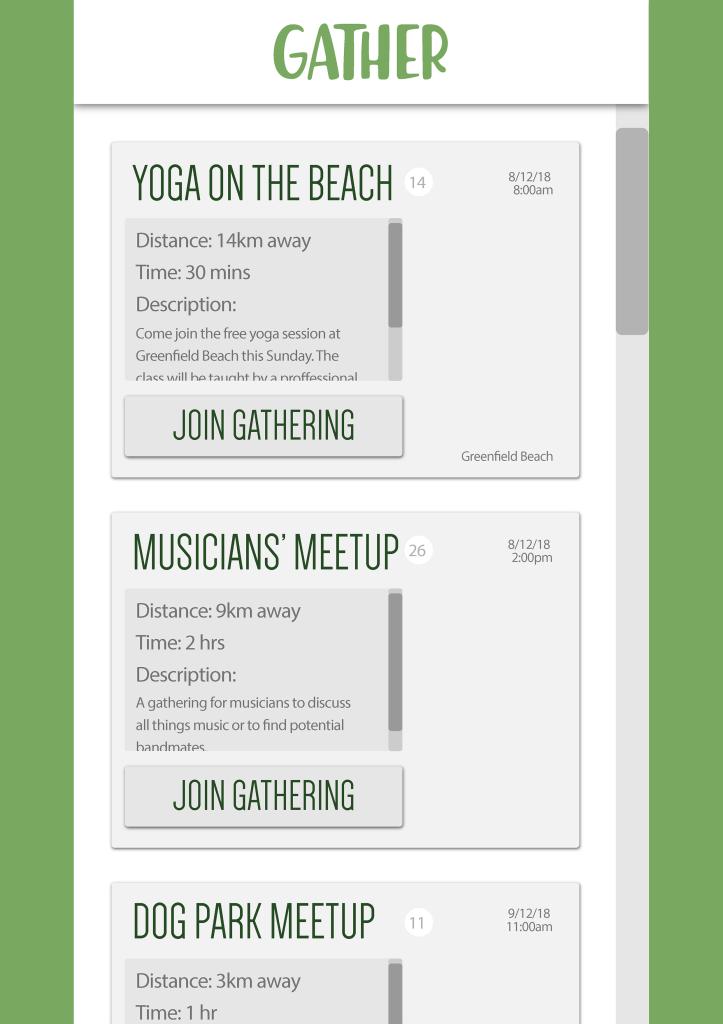 GATHER
YOGA ON THE BEACH 14
8/12/18
8:00am
Distance: 14km away
Time: 30 mins
Description:
Come join the free yoga session at
Greenfield Beach this Sunday. The
class will be taught by a proffessional
JOIN GATHERING
Greenfield Beach
MUSICIANS' MEETUP 26
8/12/18
2:00pm
Distance: 9km away
Time: 2 hrs
Description:
A gathering for musicians to discuss
all things music or to find potential
bandmates.
JOIN GATHERING
DOG PARK MEETUP 11
9/12/18
11:00am
Distance: 3km away
Time: 1 hr